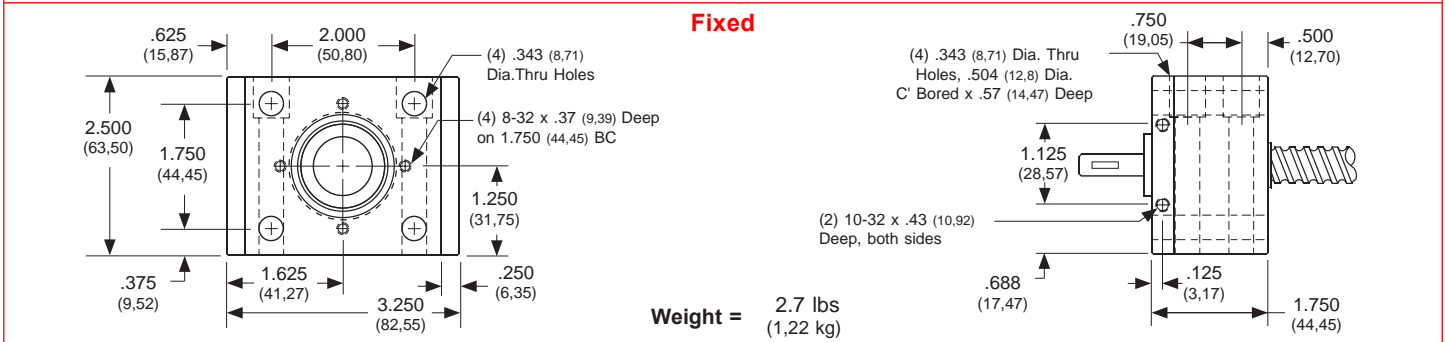 Fixed
.625
(15,87)
2.000
(50,80)
(4) .343 (8,71)
Dia.Thru Holes
(4) 8-32 x .37 (9,39) Deep
on 1.750 (44,45) BC
2.500
(63,50)
1.750
(44,45)
1.250
(31,75)
.375
(9,52)
1.625
(41,27)
.250
(6,35)
3.250
(82,55)
Weight = 2.7 lbs
(1,22 kg)
.750
(19,05)
.500
(12,70)
(4) .343 (8,71) Dia. Thru
Holes, .504 (12,8) Dia.
C' Bored x .57 (14,47) Deep
1.125
(28,57)
(2) 10-32 x .43 (10,92)
Deep, both sides
.688
(17,47)
.125
(3,17)
1.750
(44,45)